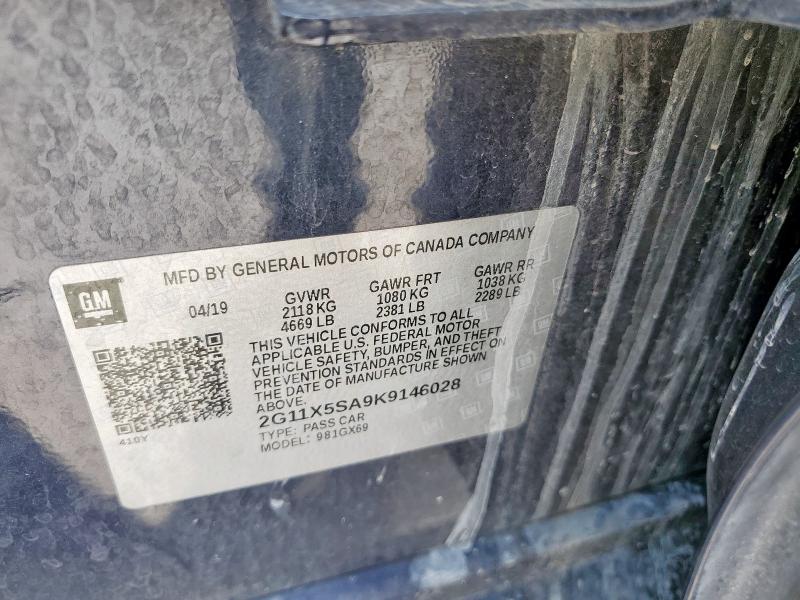 MFD BY GENERAL MOTORS OF CANADA COMPANY
GM
04/19
GVWR
2118 KG
4669 LB
GAWR FRT
1080 KG
2381 LB
GAWR RR
1038 KG
2289 LB
THIS VEHICLE CONFORMS TO ALL
APPLICABLE U.S. FEDERAL MOTOR
VEHICLE SAFETY, BUMPER, AND THEFT
PREVENTION STANDARDS IN EFFECT ON
THE DATE OF MANUFACTURE SHOWN
ABOVE.
2G11X5SA9K9146028
TYPE: PASS CAR
MODEL: 981GX69
410Y